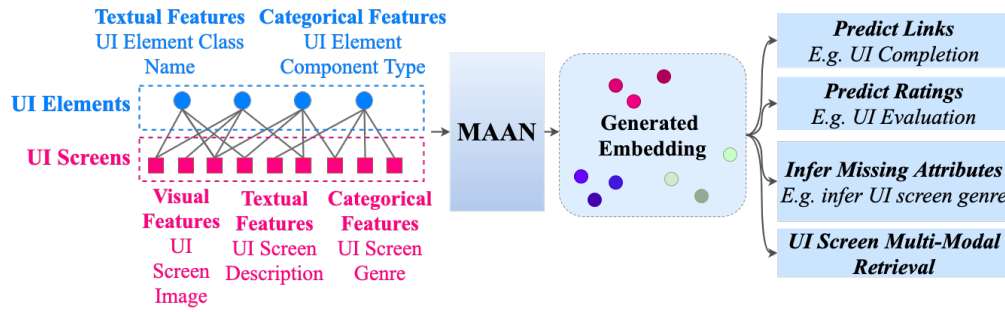 Textual Features
UI Element Class
Name
Categorical Features
UI Element
Component Type
UI Elements
UI Screens
Visual
Features
UI
Screen
Image
Textual
Features
UI Screen
Description
Categorical
Features
UI Screen
Genre
MAAN
Generated
Embedding
Predict Links
E.g. UI Completion
Predict Ratings
E.g. UI Evaluation
Infer Missing Attributes
E.g. infer UI screen genre
UI Screen Multi-Modal
Retrieval